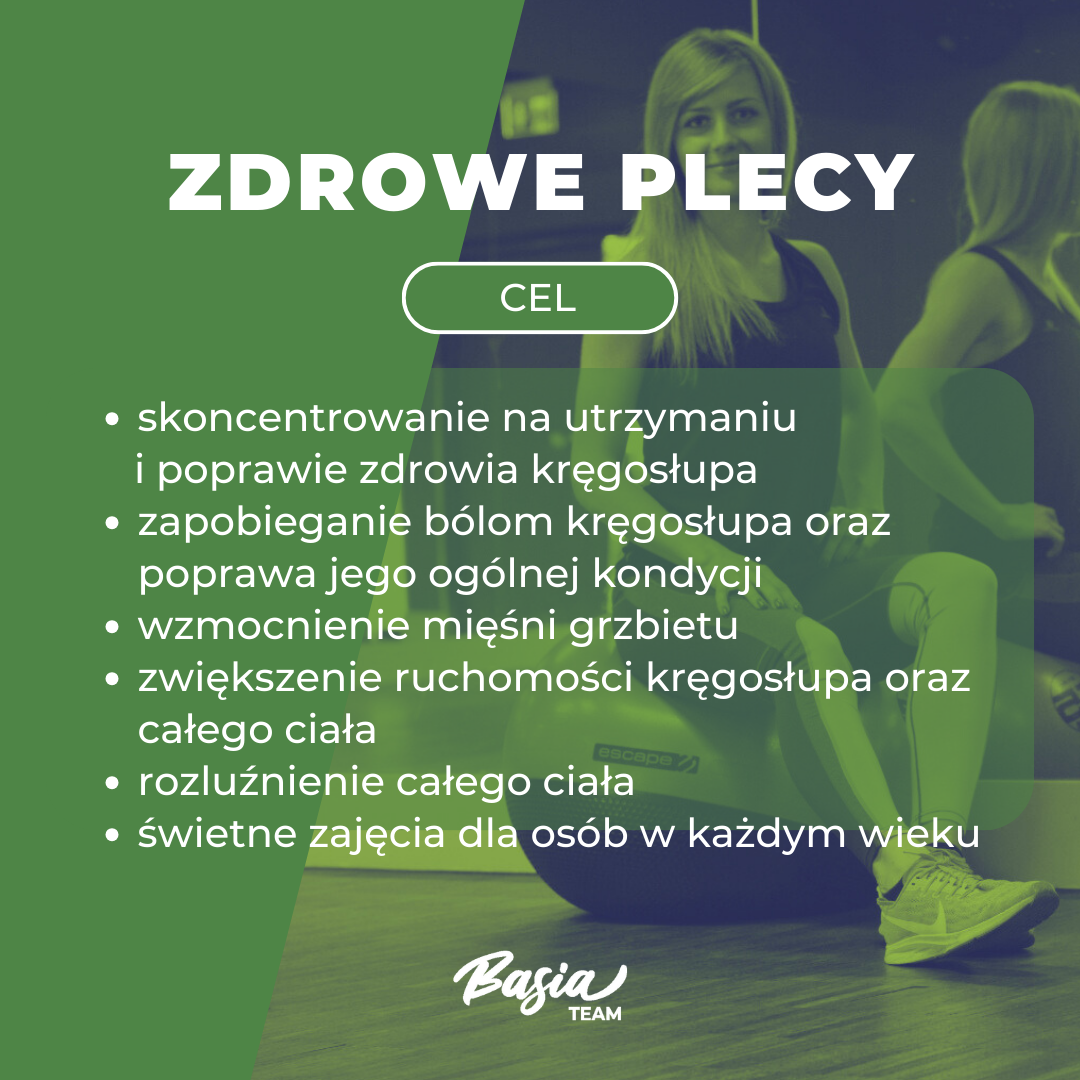 ZDROWE PLECY
CEL
• skoncentrowanie na utrzymaniu
i poprawie zdrowia kręgosłupa
• zapobieganie bólom kręgosłupa oraz
poprawa jego ogólnej kondycji
• wzmocnienie mięśni grzbietu
• zwiększenie ruchomości kręgosłupa oraz
całego ciała
• rozluźnienie całego ciała
• świetne zajęcia dla osób w każdym wieku
escape
Basia
TEAM